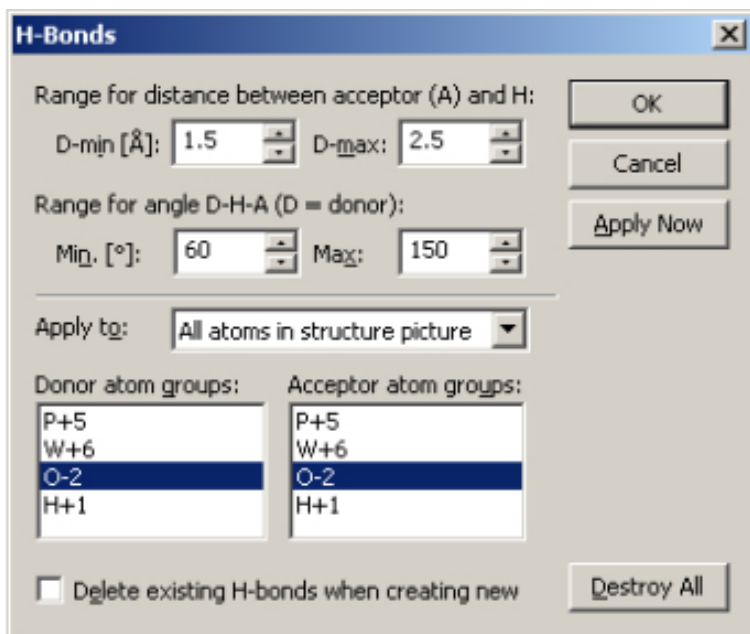 H-Bonds
Range for distance between acceptor (A) and H:
D-min [Å]: 1.5 D-max: 2.5
OK
Cancel
Range for angle D-H-A (D = donor):
Apply Now
Min. [°]: 60 Max: 150
Apply to: All atoms in structure picture
Donor atom groups:
P+5
W+6
O-2
H+1
Acceptor atom groups:
P+5
W+6
O-2
H+1
Delete existing H-bonds when creating new
Destroy All